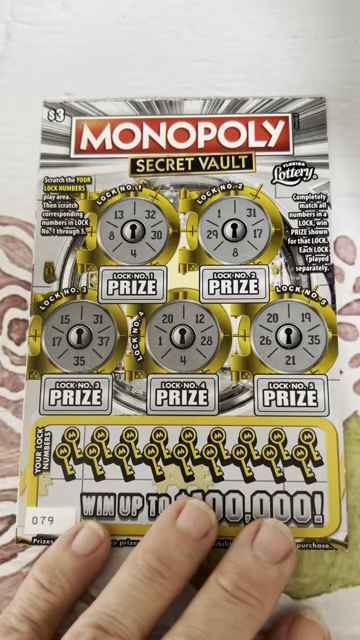 $3
MONOPOLY
SECRET VAULT
FLORIDA
Lottery
Scratch the YOUR
LOCK NUMBERS
play area.
Then scratch
corresponding
numbers in LOCK
No. 1 through 5.
Completely
match all
numbers in a
LOCK, win
PRIZE shown
for that LOCK.
Each LOCK
played
separately.
LOCK NO. 1
13 32
9 30
8 4
LOCK NO. 2
1 31
29 17
8
LOCK NO. 1
PRIZE
LOCK NO. 2
PRIZE
LOCK NO. 3
15 31
17 37
35
LOCK NO. 4
20 12
1 28
4
LOCK NO. 5
20 19
26 35
21
LOCK NO. 3
PRIZE
LOCK NO. 4
PRIZE
LOCK NO. 5
PRIZE
YOUR LOCK
NUMBERS
WIN UP TO 00,000!
079
Prizes purchase.